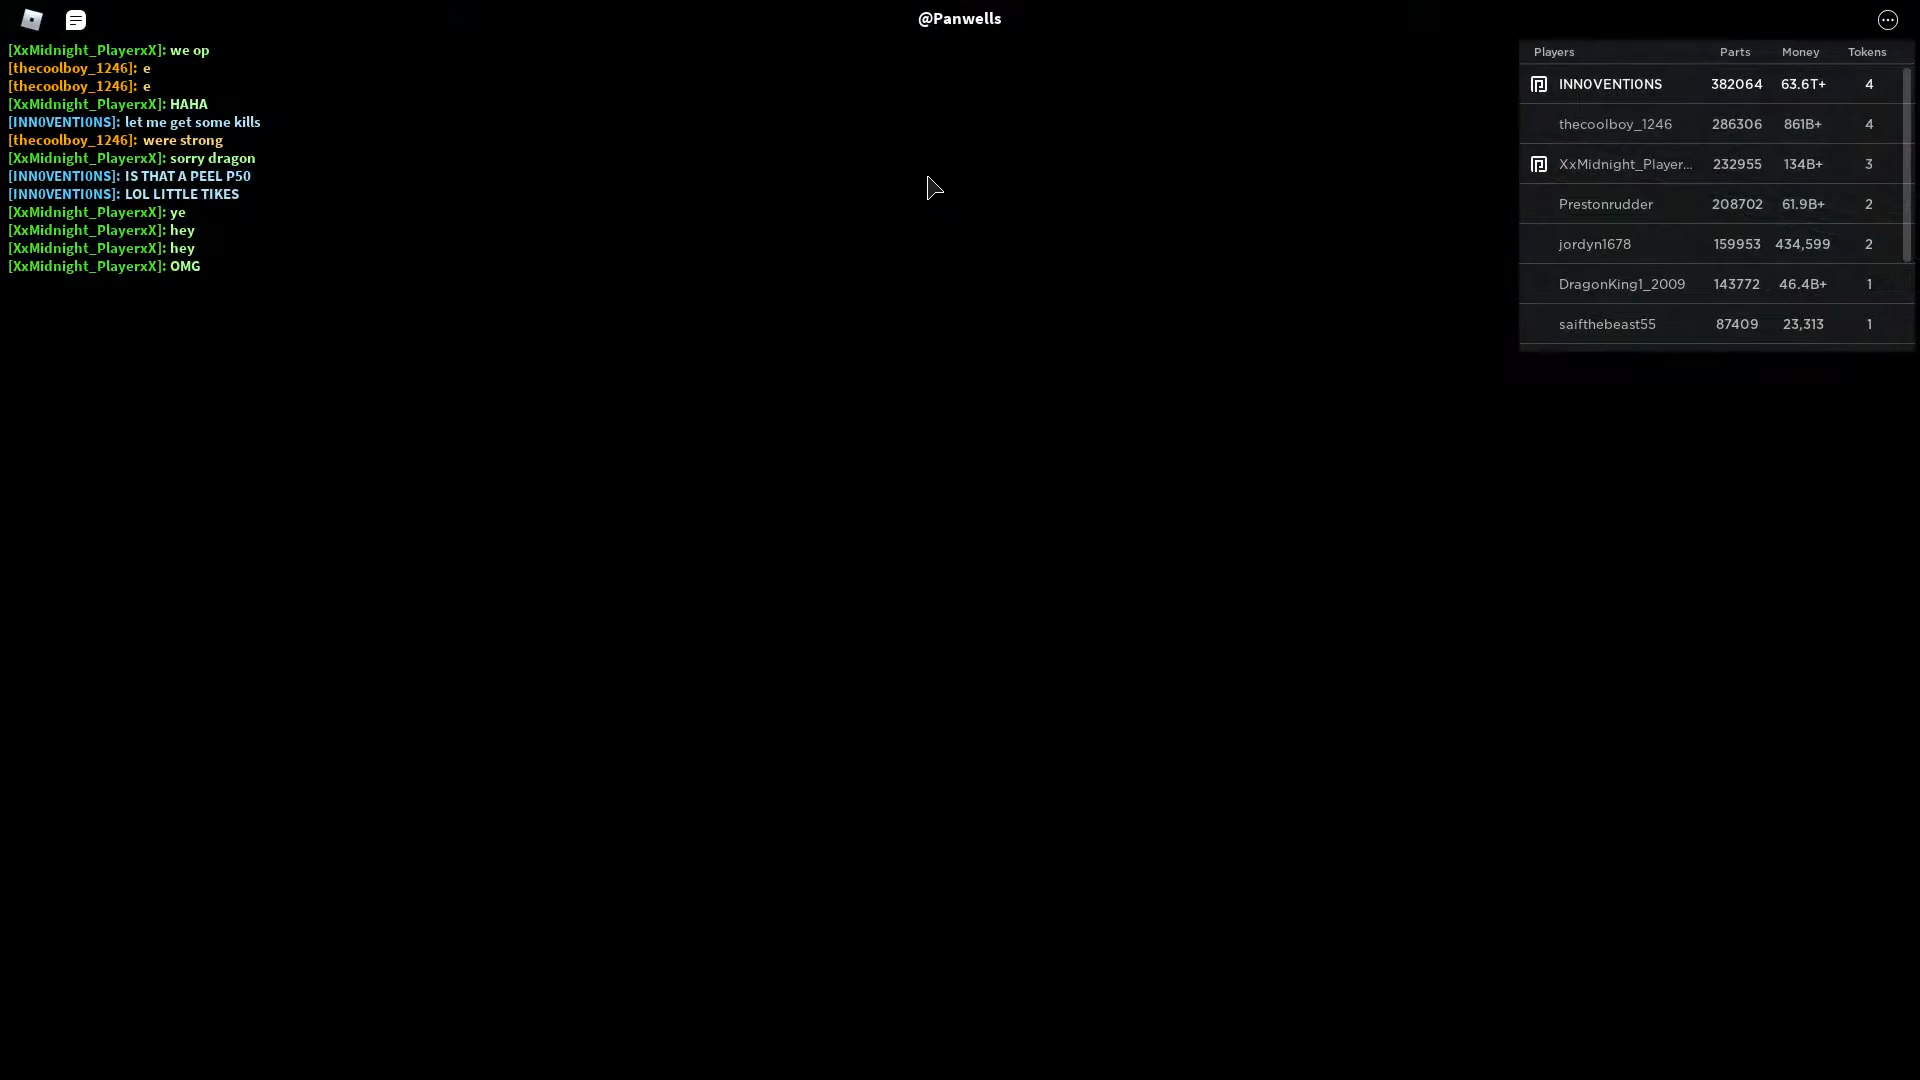 @Panwells
[XxMidnight_PlayerxX]: we op
[thecoolboy_1246]: e
[thecoolboy_1246]: e
[XxMidnight_PlayerxX]: HAHA
[INN0VENTI0NS]: let me get some kills
[thecoolboy_1246]: were strong
[XxMidnight_PlayerxX]: sorry dragon
[INN0VENTI0NS]: IS THAT A PEEL P50
[INN0VENTI0NS]: LOL LITTLE TIKES
[XxMidnight_PlayerxX]: ye
[XxMidnight_PlayerxX]: hey
[XxMidnight_PlayerxX]: hey
[XxMidnight_PlayerxX]: OMG
Players Parts Money Tokens
INN0VENTI0NS 382064 63.6T+ 4
thecoolboy_1246 286306 861B+ 4
XxMidnight_Player... 232955 134B+ 3
Prestonrudder 208702 61.9B+ 2
jordyn1678 159953 434,599 2
DragonKing1_2009 143772 46.4B+ 1
saifthebeast55 87409 23,313 1